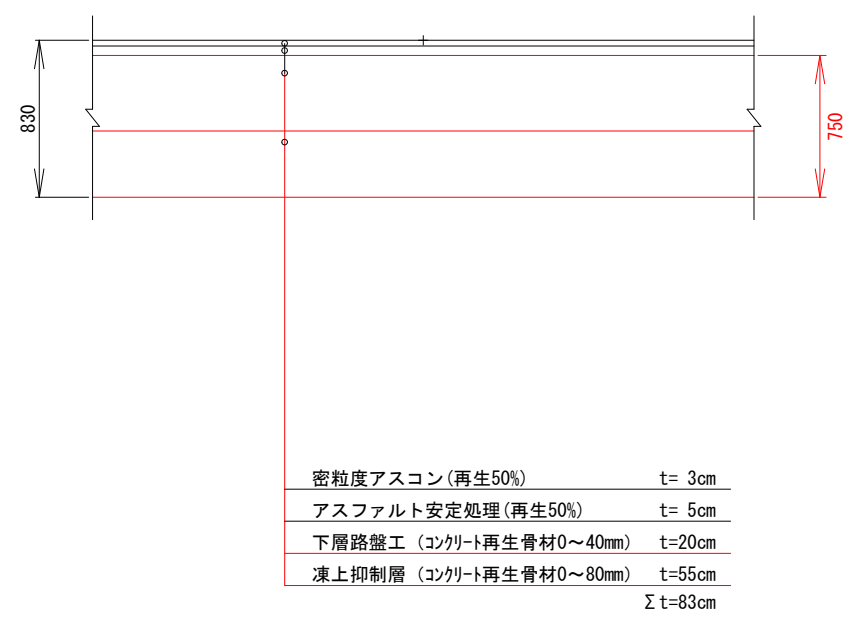 830
750
密粒度アスコン(再生50%) t= 3cm
アスファルト安定処理(再生50%) t= 5cm
下層路盤工 (ｺﾝｸﾘｰﾄ再生骨材0～40mm) t=20cm
凍上抑制層 (ｺﾝｸﾘｰﾄ再生骨材0～80mm) t=55cm
Σt=83cm